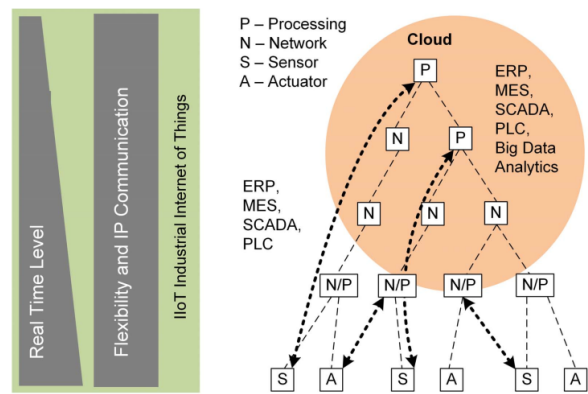 Real Time Level
Flexibility and IP Communication
IIoT Industrial Internet of Things
P – Processing
N – Network
S – Sensor
A – Actuator
Cloud
ERP,
MES,
SCADA,
PLC,
Big Data
Analytics
ERP,
MES,
SCADA,
PLC
P
N
P
N
N
N
N/P
N/P
N/P
N/P
S
A
S
A
S
A